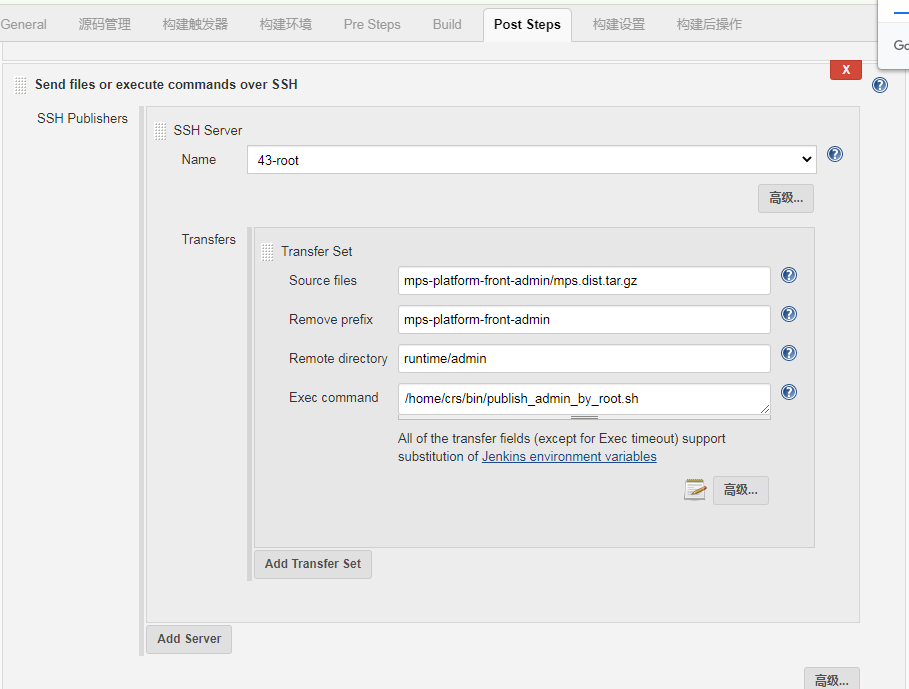 General 源码管理 构建触发器 构建环境 Pre Steps Build Post Steps 构建设置 构建后操作
Go
X
Send files or execute commands over SSH
SSH Publishers
SSH Server
Name 43-root
高级...
Transfers
Transfer Set
Source files mps-platform-front-admin/mps.dist.tar.gz
Remove prefix mps-platform-front-admin
Remote directory runtime/admin
Exec command /home/crs/bin/publish_admin_by_root.sh
All of the transfer fields (except for Exec timeout) support
substitution of Jenkins environment variables
高级...
Add Transfer Set
Add Server
高级...